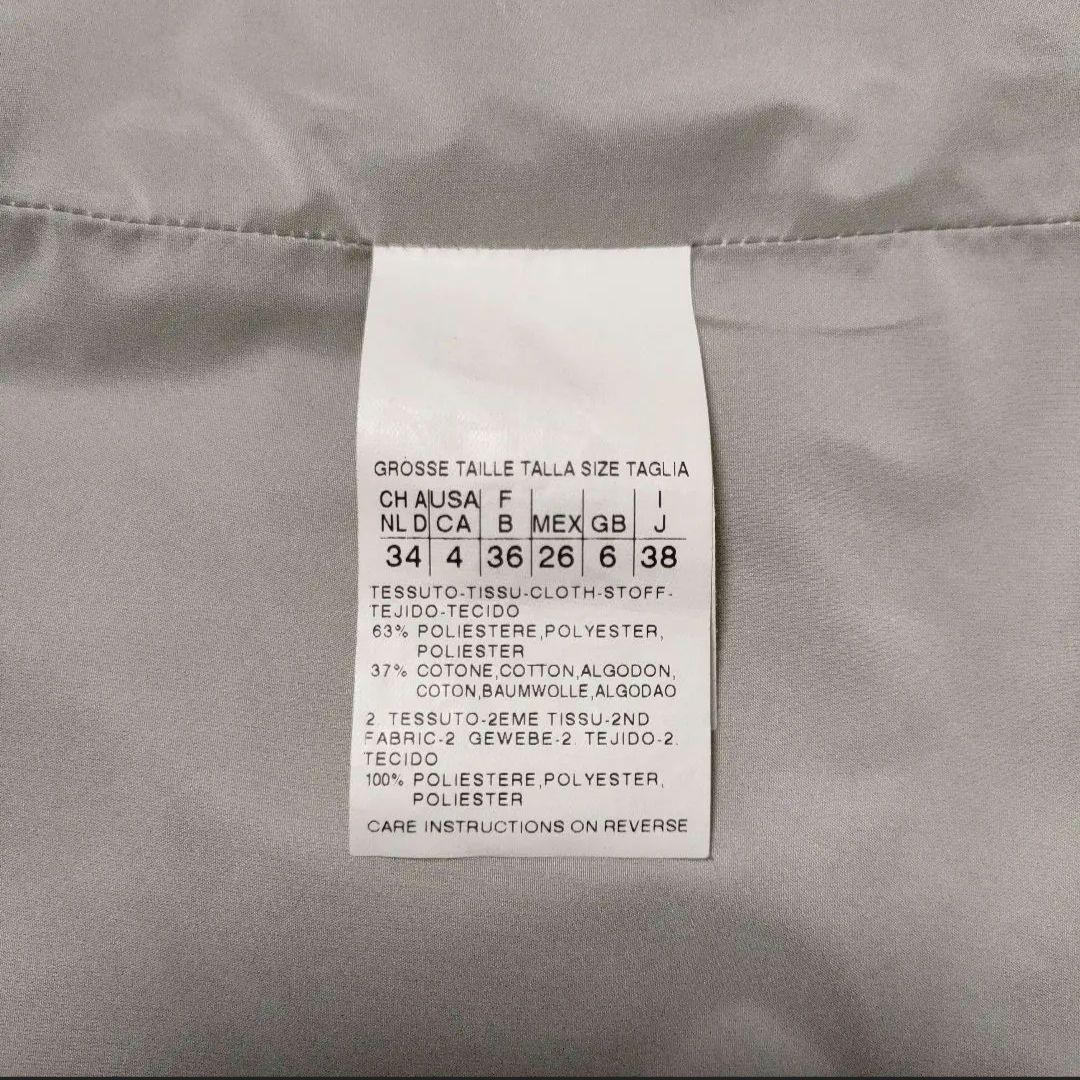 GRÖSSE TAILLE TALLA SIZE TAGLIA
CH A USA F I
NL D CA B MEX GB J
34 4 36 26 6 38
TESSUTO-TISSU-CLOTH-STOFF-
TEJIDO-TECIDO
63% POLIESTERE,POLYESTER,
POLIESTER
37% COTONE,COTTON,ALGODON,
COTON,BAUMWOLLE,ALGODAO
2. TESSUTO-2EME TISSU-2ND
FABRIC-2 GEWEBE-2. TEJIDO-2.
TECIDO
100% POLIESTERE,POLYESTER,
POLIESTER
CARE INSTRUCTIONS ON REVERSE